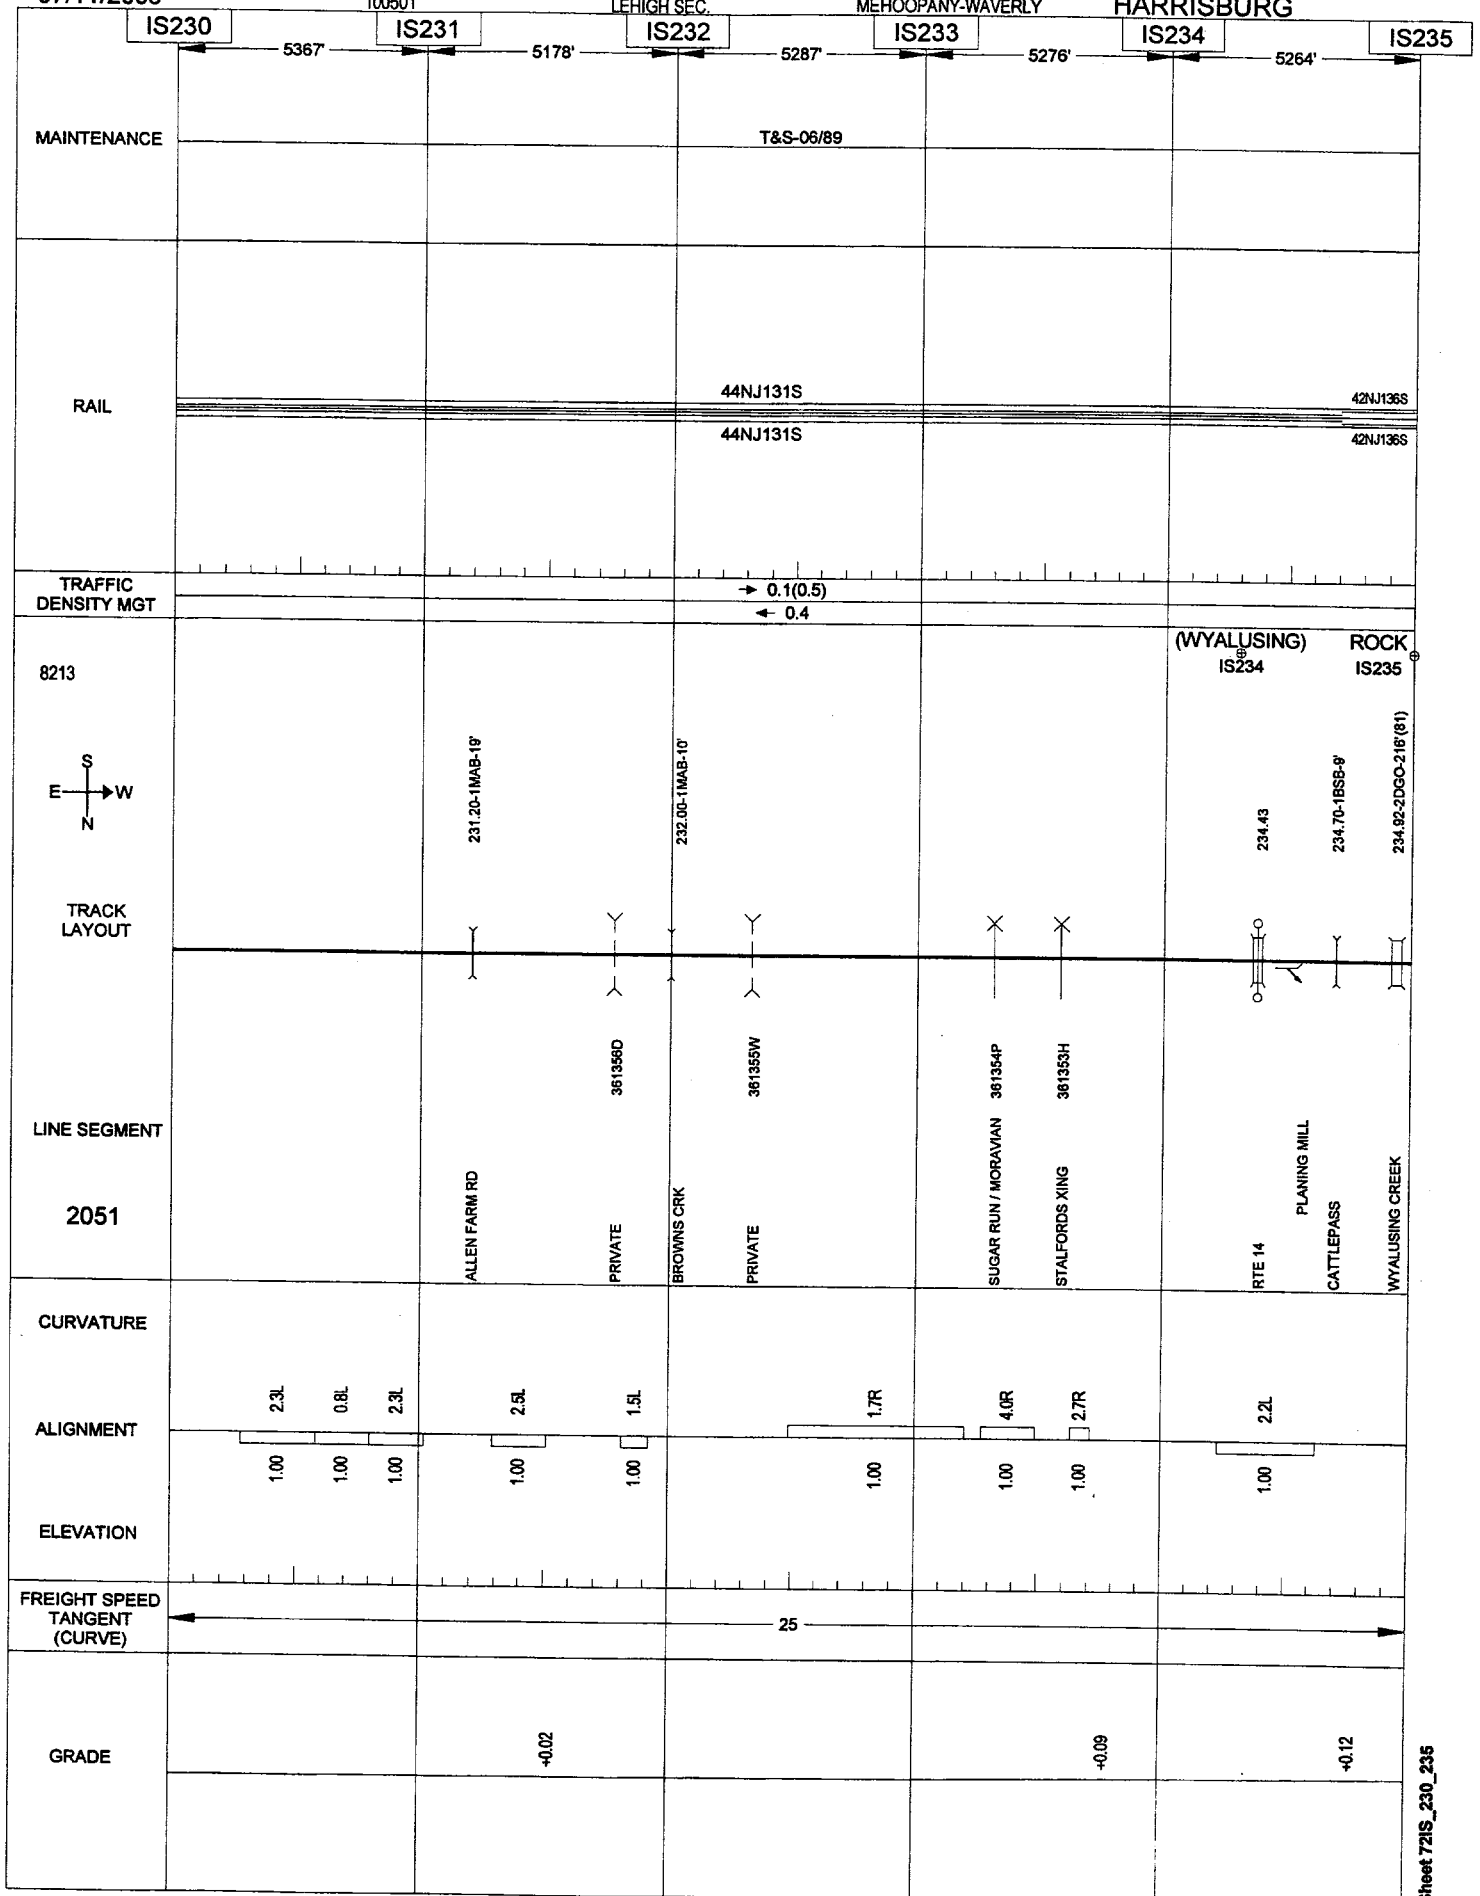 100501
LEHIGH SEC.
MEHOOPANY-WAVERLY
HARRISBURG
IS230
IS231
IS232
IS233
IS234
IS235
5367'
5178'
5287'
5276'
5264'
MAINTENANCE
T&S-06/89
RAIL
44NJ131S
42NJ136S
44NJ131S
42NJ136S
TRAFFIC
DENSITY MGT
→ 0.1(0.5)
← 0.4
(WYALUSING)
ROCK
IS234
IS235
8213
S
E
W
N
231.20-1MAB-19'
232.00-1MAB-10'
234.43
234.70-1BSB-9'
234.92-2DGO-216'(81)
TRACK
LAYOUT
361356D
361355W
361354P
361353H
LINE SEGMENT
2051
ALLEN FARM RD
PRIVATE
BROWNS CRK
PRIVATE
SUGAR RUN / MORAVIAN
STALFORDS XING
RTE 14
PLANING MILL
CATTLEPASS
WYALUSING CREEK
CURVATURE
2.3L
0.8L
2.3L
2.5L
1.5L
1.7R
4.0R
2.7R
2.2L
ALIGNMENT
1.00
1.00
1.00
1.00
1.00
1.00
1.00
1.00
1.00
ELEVATION
FREIGHT SPEED
TANGENT
(CURVE)
25
GRADE
+0.02
+0.09
+0.12
Sheet 72IS_230_235